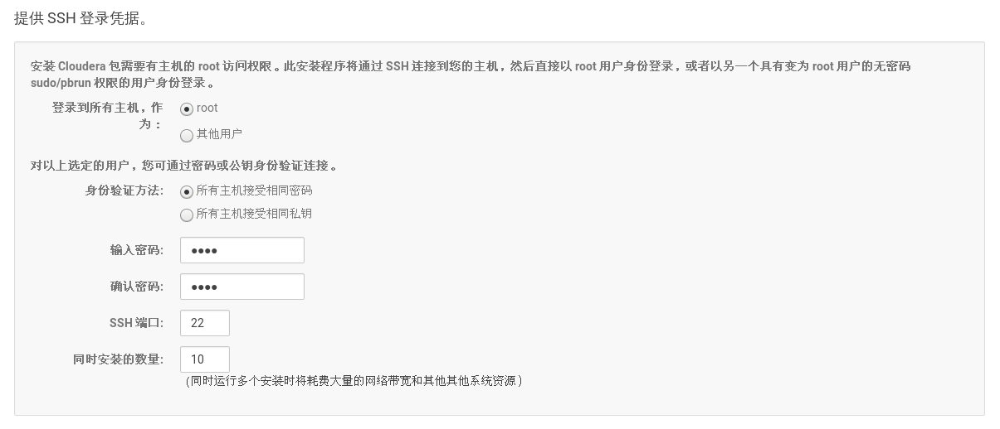 提供 SSH 登录凭据。
安装 Cloudera 包需要有主机的 root 访问权限。此安装程序将通过 SSH 连接到您的主机，然后直接以 root 用户身份登录，或者以另一个具有变为 root 用户的无密码
sudo/pbrun 权限的用户身份登录。
登录到所有主机，作
为：
root
其他用户
对以上选定的用户，您可通过密码或公钥身份验证连接。
身份验证方法: 所有主机接受相同密码
所有主机接受相同私钥
输入密码: ●●●●
确认密码: ●●●●
SSH 端口: 22
同时安装的数量: 10
(同时运行多个安装时将耗费大量的网络带宽和其他其他系统资源)